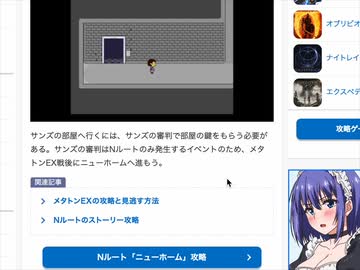 サンズの部屋へ行くには、サンズの審判で部屋の鍵をもらう必要が
ある。サンズの審判はNルートのみ発生するイベントのため、メタ
トンEX戦後にニューホームへ進もう。
関連記事
メタトンEXの攻略と見逃す方法
Nルートのストーリー攻略
Nルート「ニューホーム」攻略
オブリビオ
ナイトレイ
エクスペデ
攻略ゲー